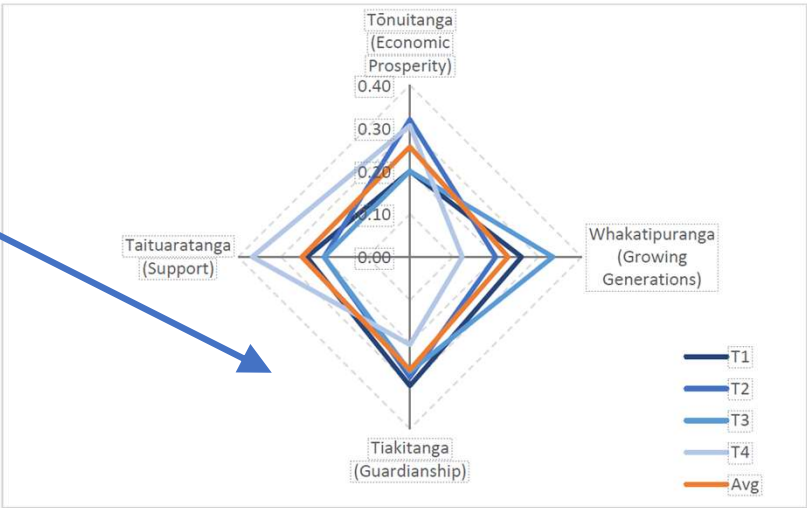 Tōnuitanga
(Economic
Prosperity)
0.40
0.30
0.20
0.10
0.00
Whakatipuranga
(Growing
Generations)
Taituaratanga
(Support)
Tiakitanga
(Guardianship)
T1
T2
T3
T4
Avg